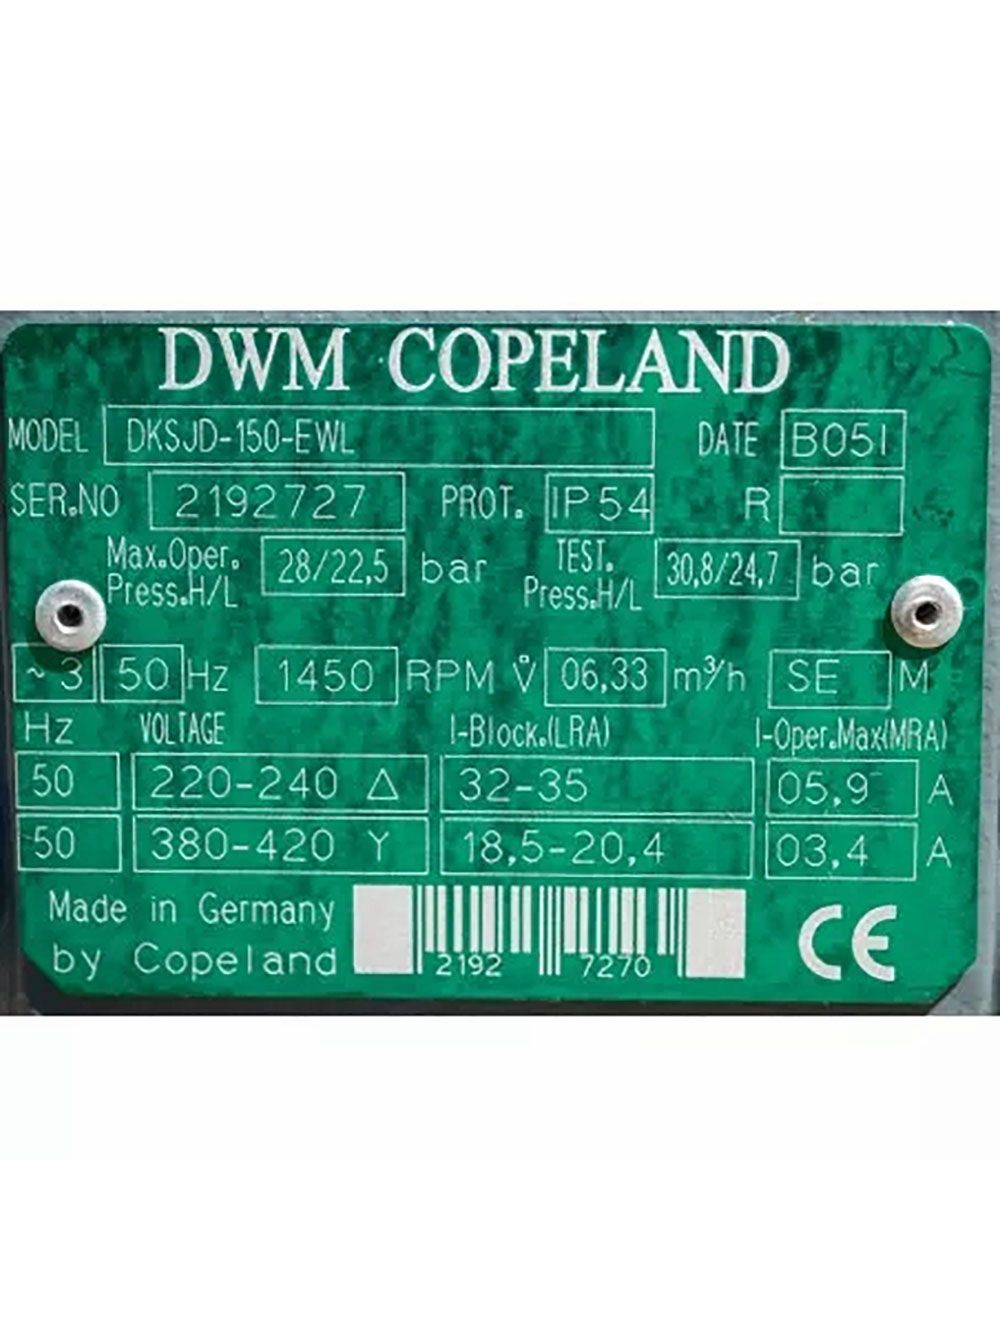 DWM COPELAND
MODEL DKSJD-150-EWL DATE B051
SER.NO 2192727 PROT. IP54 R
Max.Oper. Press.H/L 28/22,5 bar TEST. Press.H/L 30,8/24,7 bar
~3 50 Hz 1450 RPM V̊ 06,33 m³/h SE M
Hz VOLTAGE I-Block.(LRA) I-Oper.Max(MRA)
50 220-240 Δ 32-35 05,9 A
50 380-420 Y 18,5-20,4 03,4 A
Made in Germany
by Copeland
2192 7270
CE